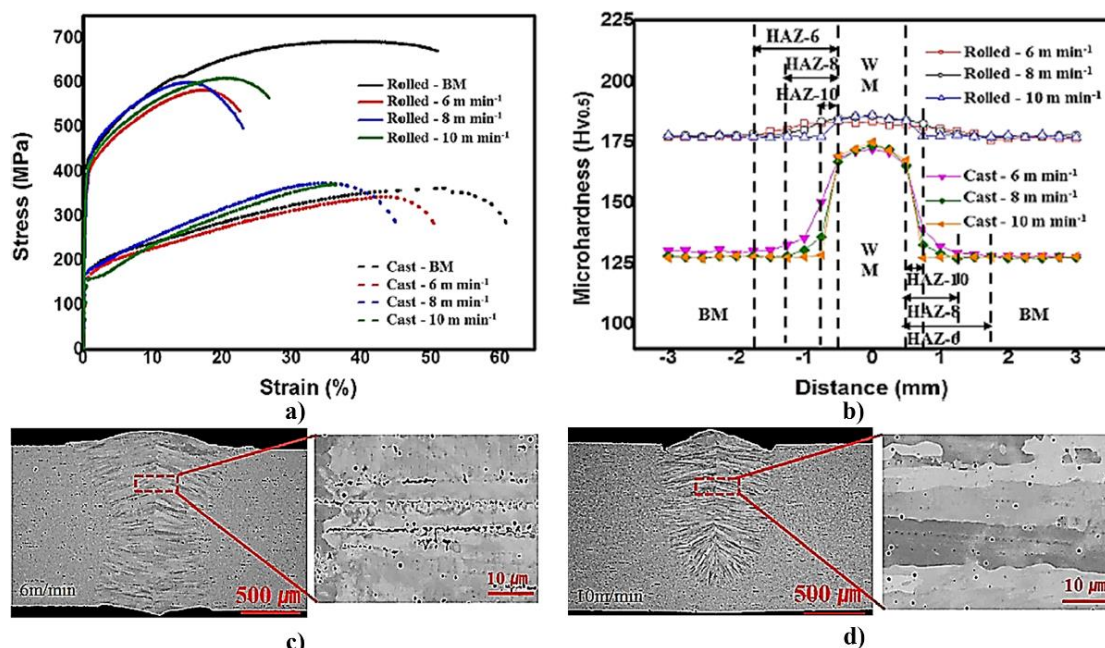 700
600
500
400
300
200
100
0
Stress (MPa)
Rolled - BM
Rolled - 6 m min⁻¹
Rolled - 8 m min⁻¹
Rolled - 10 m min⁻¹
Cast - BM
Cast - 6 m min⁻¹
Cast - 8 m min⁻¹
Cast - 10 m min⁻¹
0 10 20 30 40 50 60
Strain (%)
a)
225
200
175
150
125
100
Microhardness (Hv0.5)
HAZ-6
HAZ-8
HAZ-10
W
M
Rolled - 6 m min⁻¹
Rolled - 8 m min⁻¹
Rolled - 10 m min⁻¹
Cast - 6 m min⁻¹
Cast - 8 m min⁻¹
Cast - 10 m min⁻¹
W
M
HAZ-10
HAZ-8
HAZ-6
BM
BM
-3 -2 -1 0 1 2 3
Distance (mm)
b)
6m/min
500 μm
10 μm
c)
10m/min
500 μm
10 μm
d)